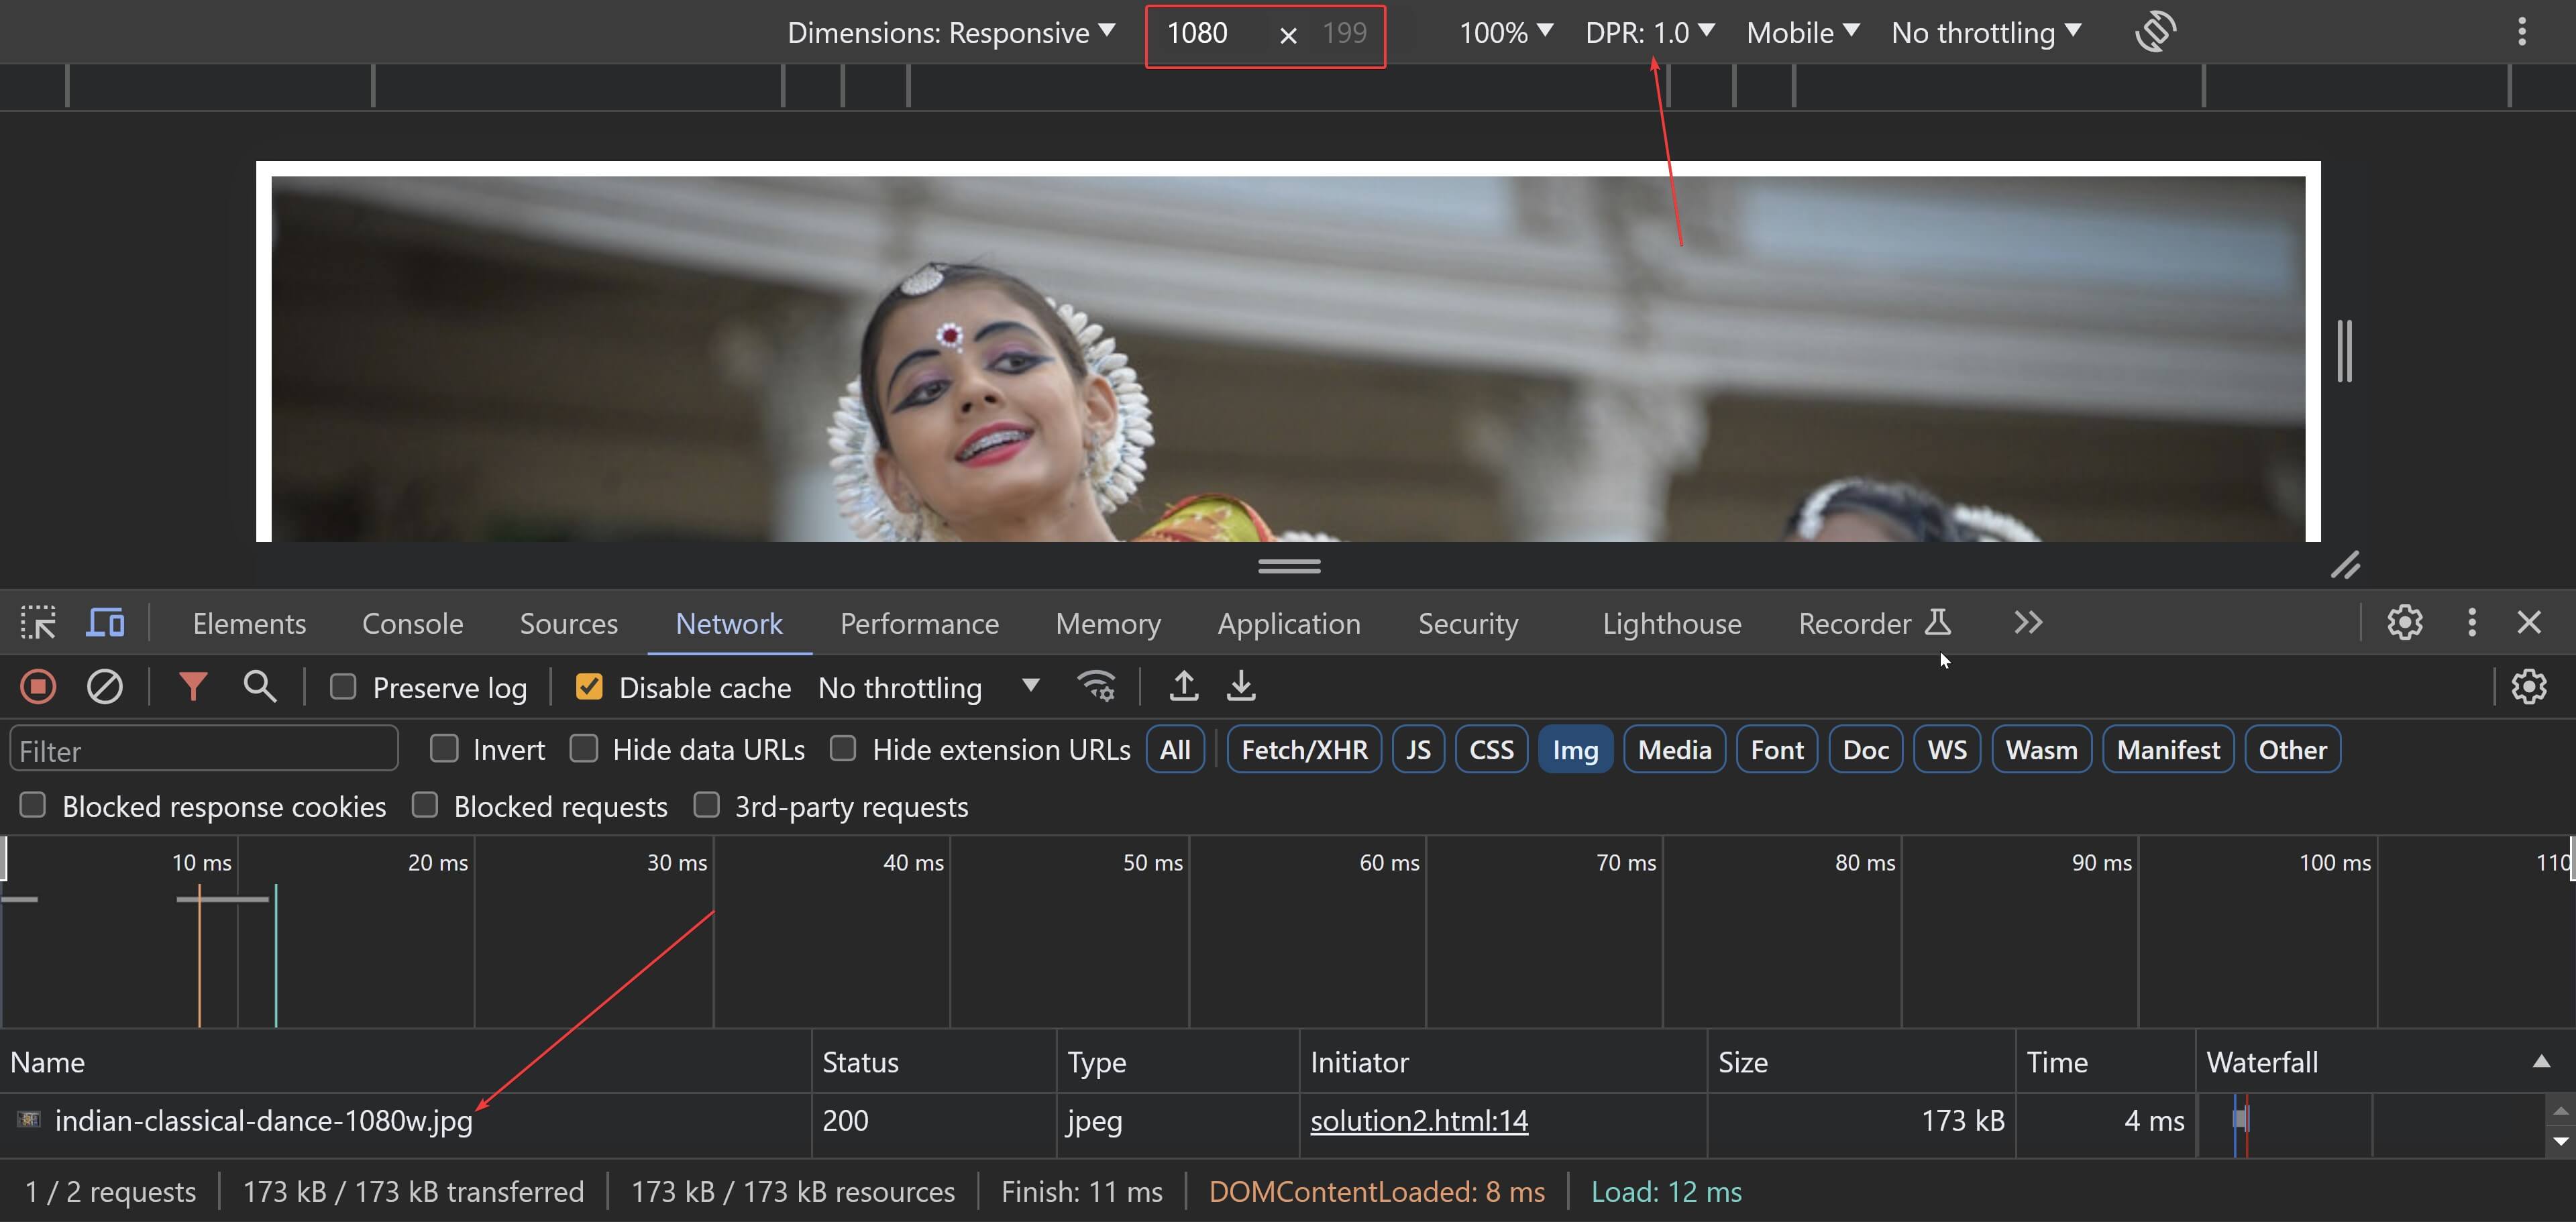 Dimensions: Responsive 1080 × 199 100% DPR: 1.0 Mobile No throttling
Elements Console Sources Network Performance Memory Application Security Lighthouse Recorder
Preserve log Disable cache No throttling
Filter Invert Hide data URLs Hide extension URLs All Fetch/XHR JS CSS Img Media Font Doc WS Wasm Manifest Other
Blocked response cookies Blocked requests 3rd-party requests
10 ms 20 ms 30 ms 40 ms 50 ms 60 ms 70 ms 80 ms 90 ms 100 ms 110
Name Status Type Initiator Size Time Waterfall
indian-classical-dance-1080w.jpg 200 jpeg solution2.html:14 173 kB 4 ms
1 / 2 requests 173 kB / 173 kB transferred 173 kB / 173 kB resources Finish: 11 ms DOMContentLoaded: 8 ms Load: 12 ms